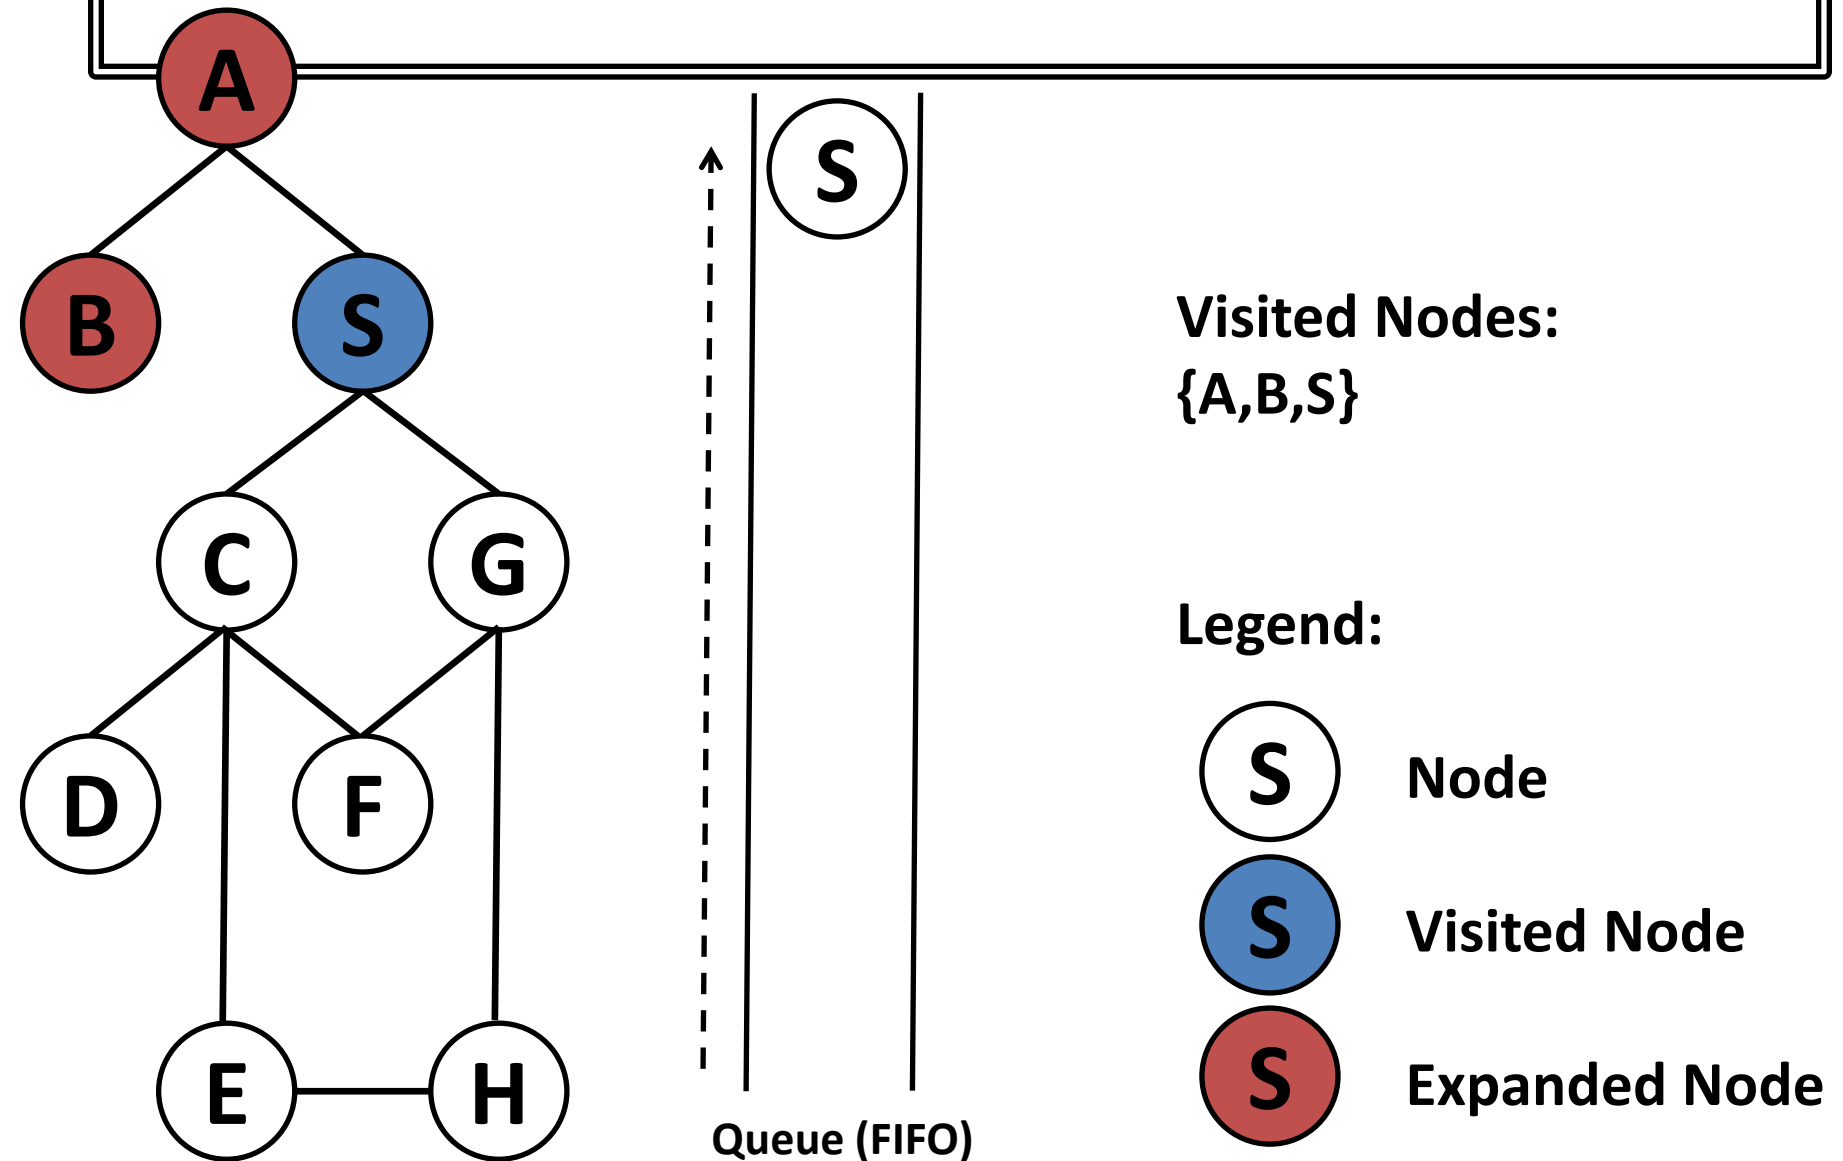 A
S
B
S
Visited Nodes:
{A,B,S}
C
G
Legend:
D
F
S
Node
S
Visited Node
E
H
S
Expanded Node
Queue (FIFO)